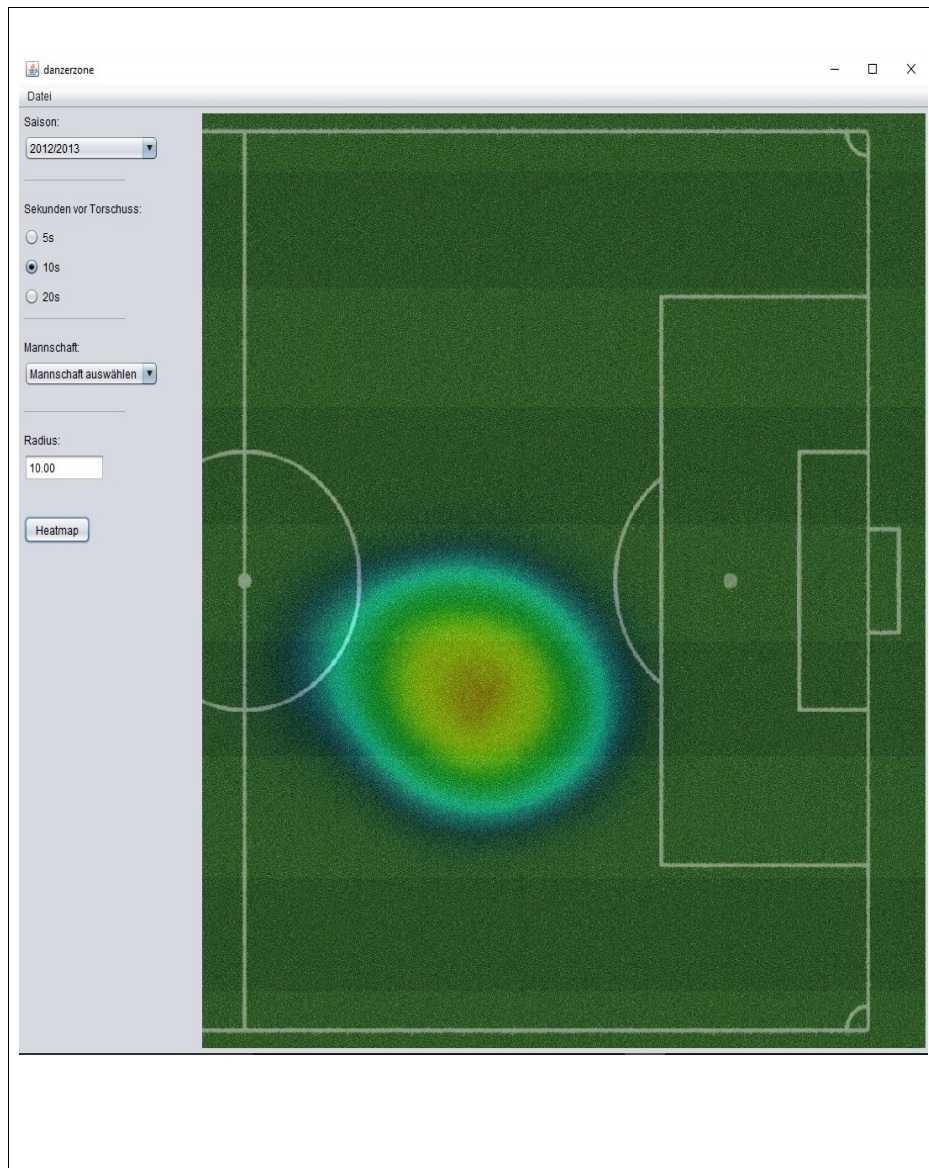 danzerzone
Datei
Saison:
2012/2013
Sekunden vor Torschuss:
5s
10s
20s
Mannschaft:
Mannschaft auswählen
Radius:
10.00
Heatmap